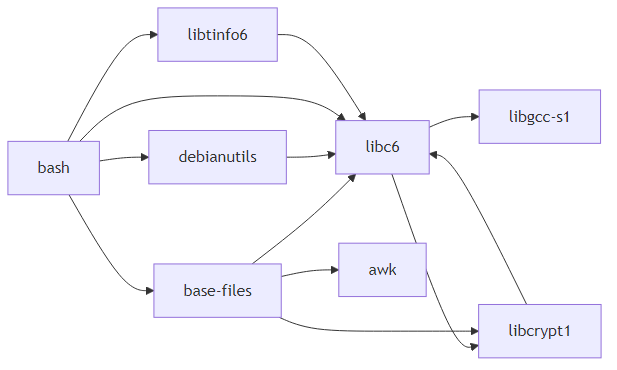 libtinfo6
libgcc-s1
libc6
debianutils
bash
awk
base-files
libcrypt1